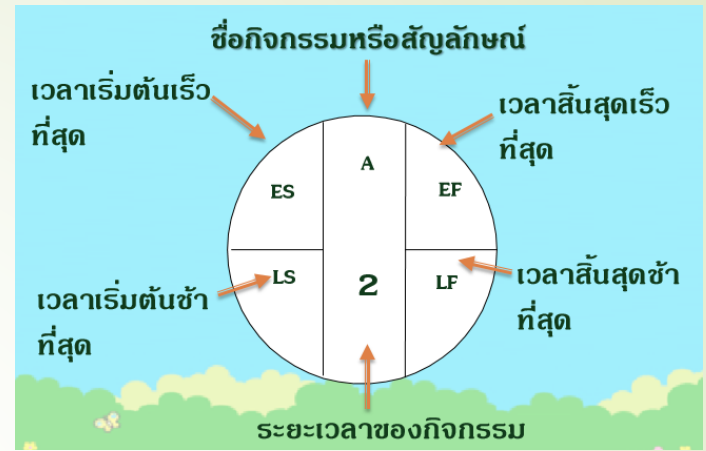 ชื่อกิจกรรมหรือสัญลักษณ์
เวลาเริ่มต้นเร็ว
ที่สุด
เวลาสิ้นสุดเร็ว
ที่สุด
A
ES
EF
LS
2
LF
เวลาเริ่มต้นช้า
ที่สุด
เวลาสิ้นสุดช้า
ที่สุด
ระยะเวลาของกิจกรรม